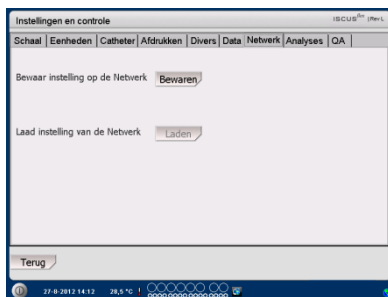 Instellingen en controle
ISCUSflex |Rev L
Schaal | Eenheden | Catheter | Afdrukken | Divers | Data | Netwerk | Analyses | QA |
Bewaar instelling op de Netwerk Bewaren
Laad instelling van de Netwerk Laden
Terug
27-8-2012 14:12 28,5 °C !